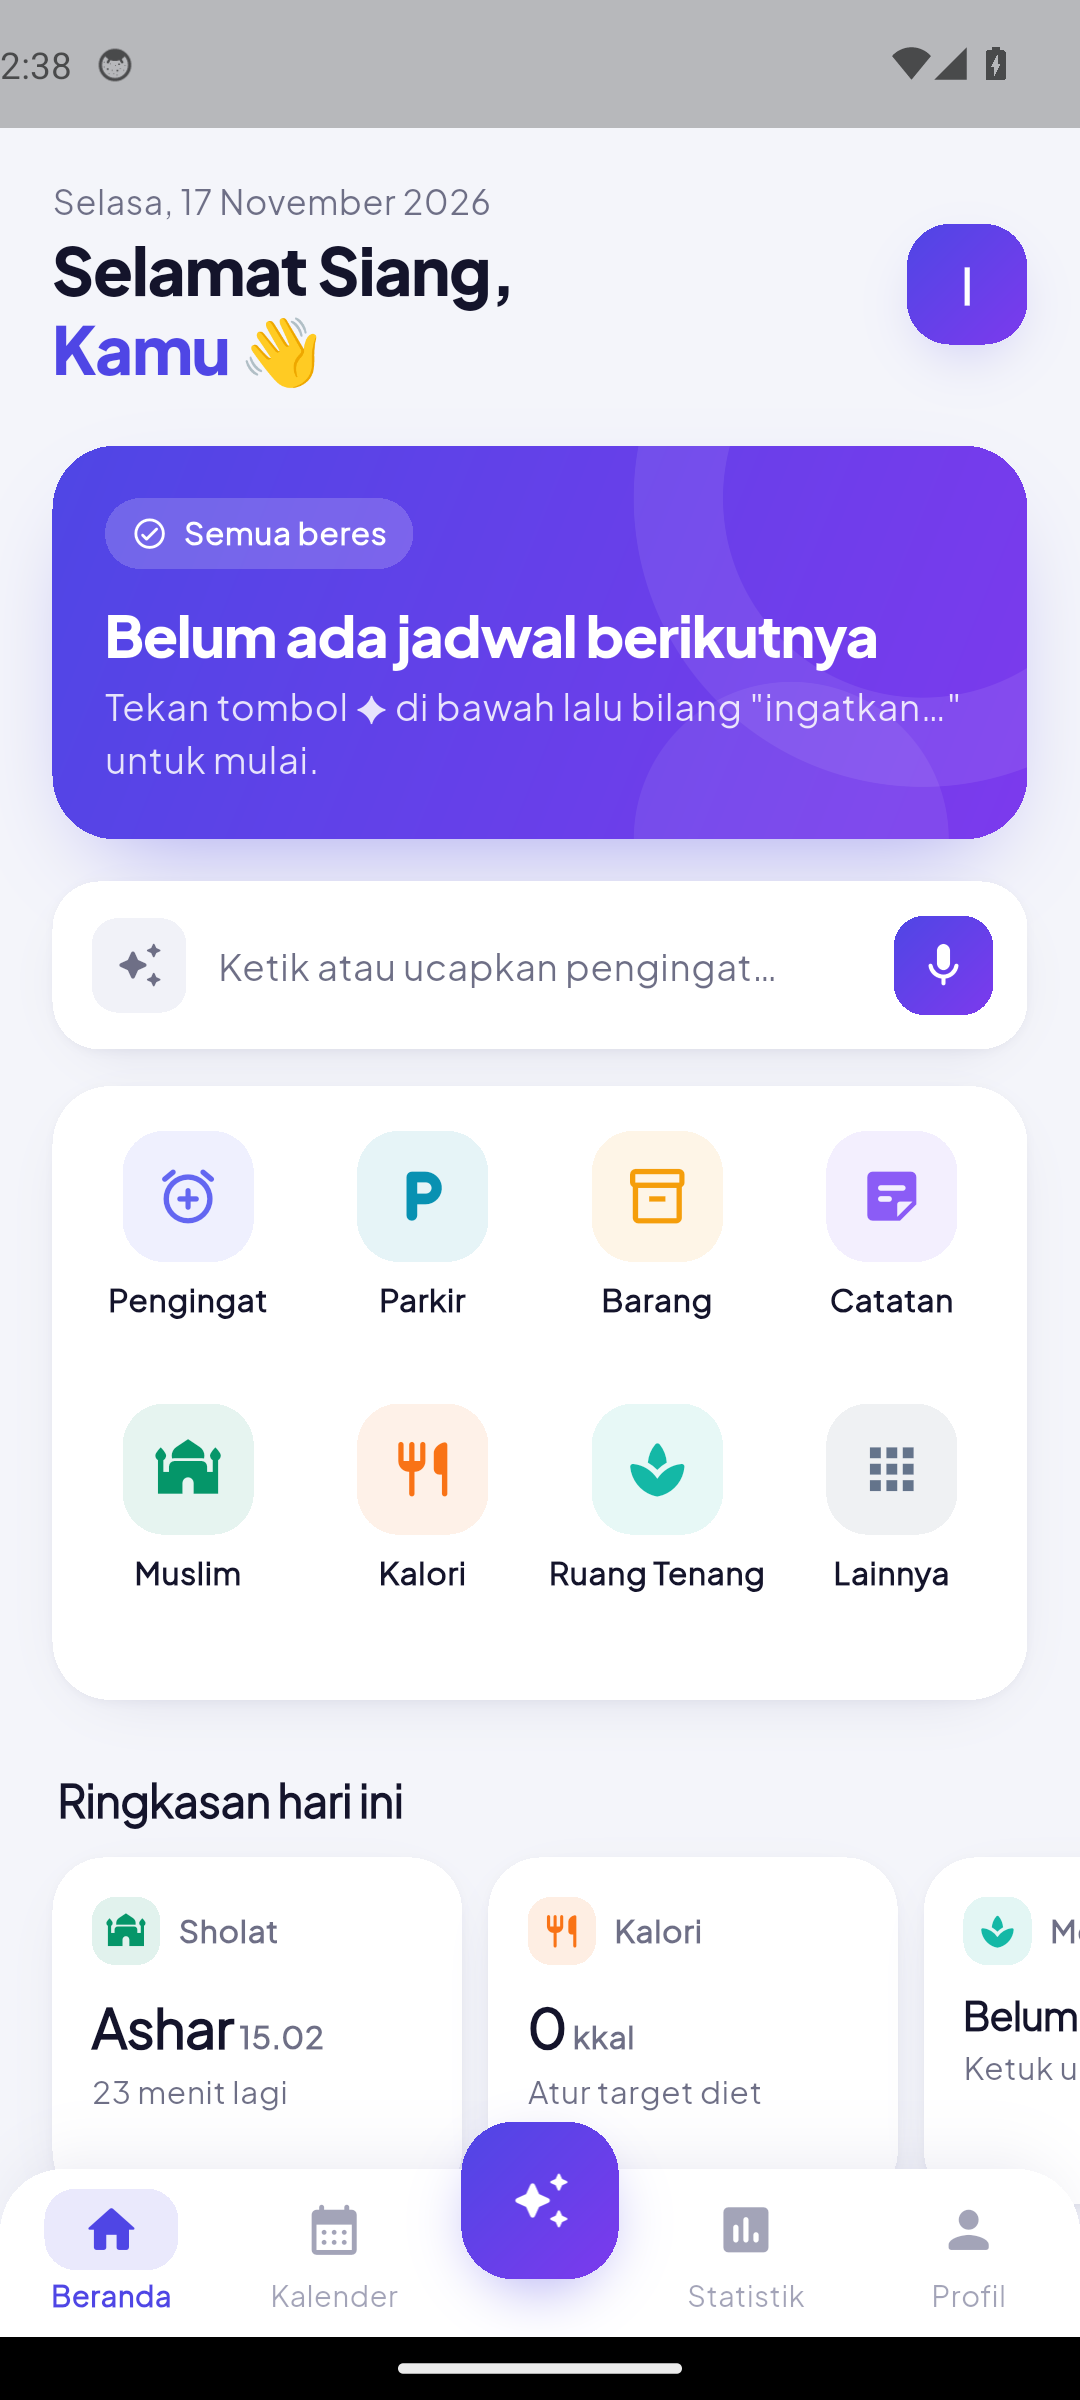 2:38
Selasa, 17 November 2026
Selamat Siang,
Kamu 👋
I
Semua beres
Belum ada jadwal berikutnya
Tekan tombol ✦ di bawah lalu bilang "ingatkan..."
untuk mulai.
Ketik atau ucapkan pengingat...
Pengingat
Parkir
Barang
Catatan
Muslim
Kalori
Ruang Tenang
Lainnya
Ringkasan hari ini
Sholat
Kalori
Ashar 15.02
0 kkal
Belum
23 menit lagi
Atur target diet
Ketuk
Beranda
Kalender
Statistik
Profil